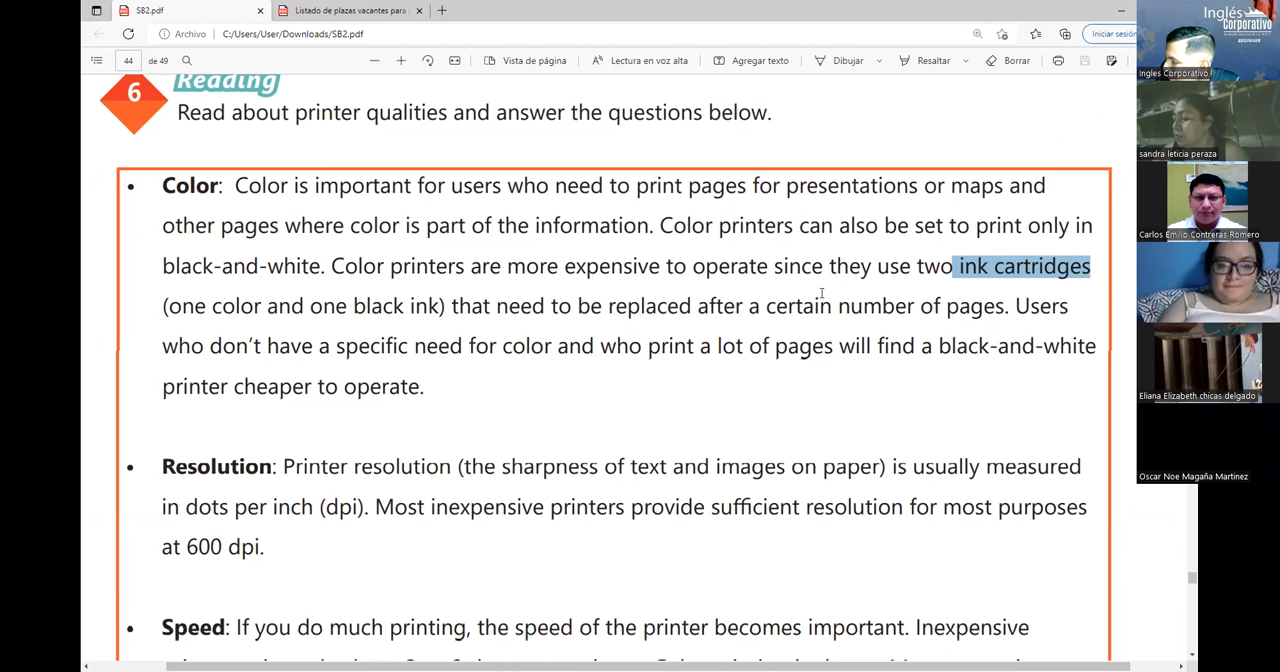 SB2.pdf
Listado de plazas vacantes para
Archivo
C:/Users/User/Downloads/SB2.pdf
Iniciar sesión
44 de 49
Vista de página
Lectura en voz alta
Agregar texto
Dibujar
Resaltar
Borrar
6
Reading
Read about printer qualities and answer the questions below.
• Color: Color is important for users who need to print pages for presentations or maps and
other pages where color is part of the information. Color printers can also be set to print only in
black-and-white. Color printers are more expensive to operate since they use two ink cartridges
(one color and one black ink) that need to be replaced after a certain number of pages. Users
who don't have a specific need for color and who print a lot of pages will find a black-and-white
printer cheaper to operate.
• Resolution: Printer resolution (the sharpness of text and images on paper) is usually measured
in dots per inch (dpi). Most inexpensive printers provide sufficient resolution for most purposes
at 600 dpi.
• Speed: If you do much printing, the speed of the printer becomes important. Inexpensive
Inglés
Corporativo
BEGINNER
Ingles Corporativo I
sandra leticia peraza
Carlos Emilio Contreras Romero
Eliana Elizabeth chicas delgado
Oscar Noe Magaña Martinez